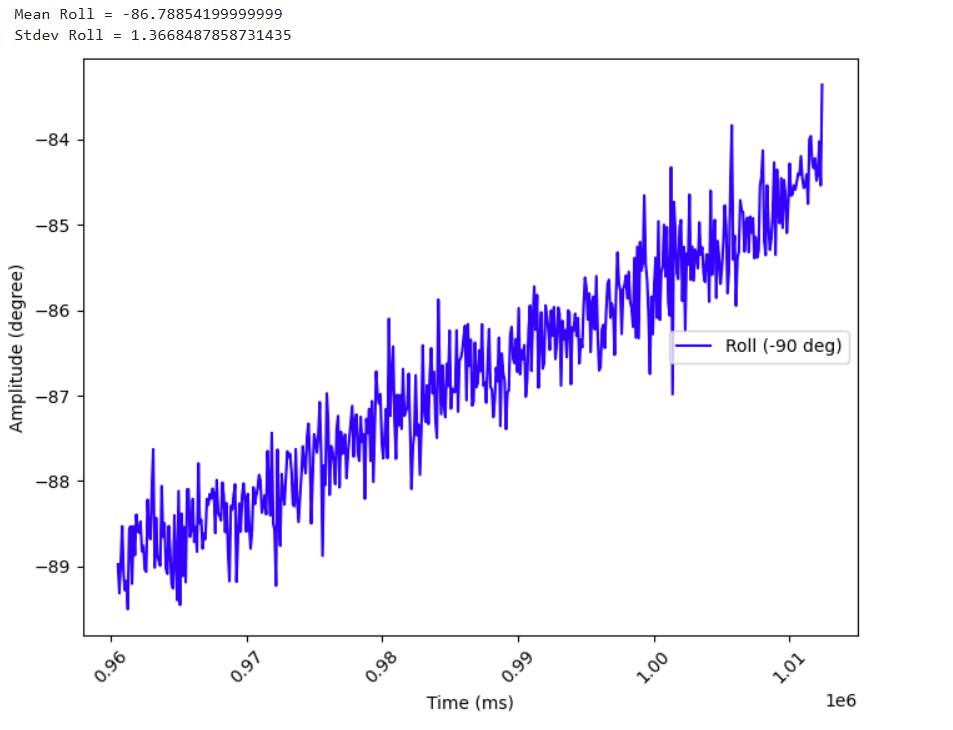 Mean Roll = -86.78854199999999
Stdev Roll = 1.3668487858731435
−84
−85
−86
−87
−88
−89
Amplitude (degree)
Roll (-90 deg)
0.96
0.97
0.98
0.99
1.00
1.01
Time (ms)
1e6